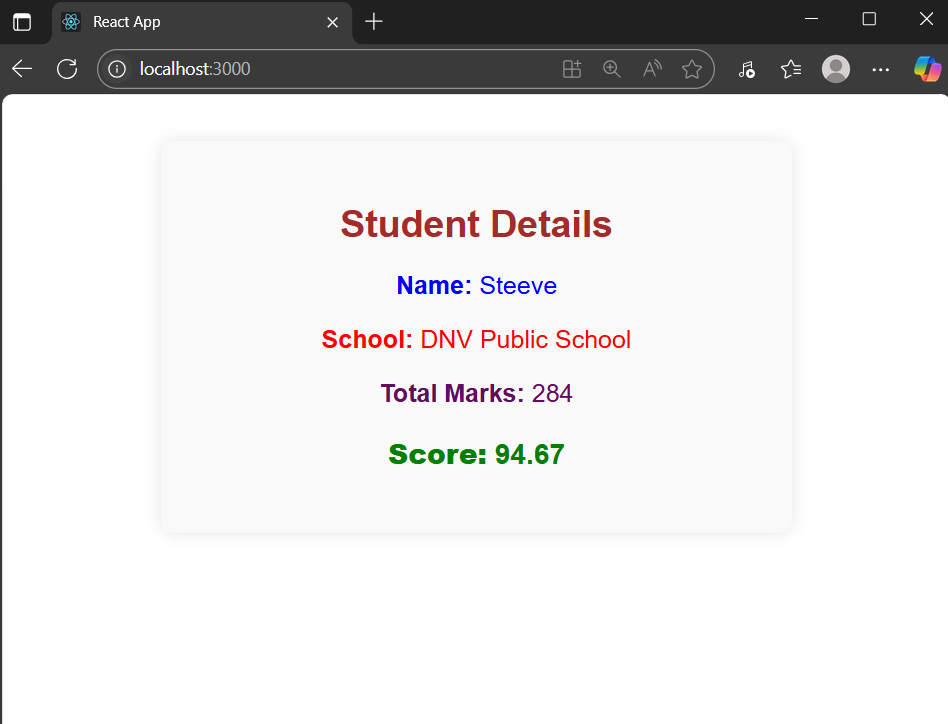 React App
localhost:3000
Student Details
Name: Steeve
School: DNV Public School
Total Marks: 284
Score: 94.67